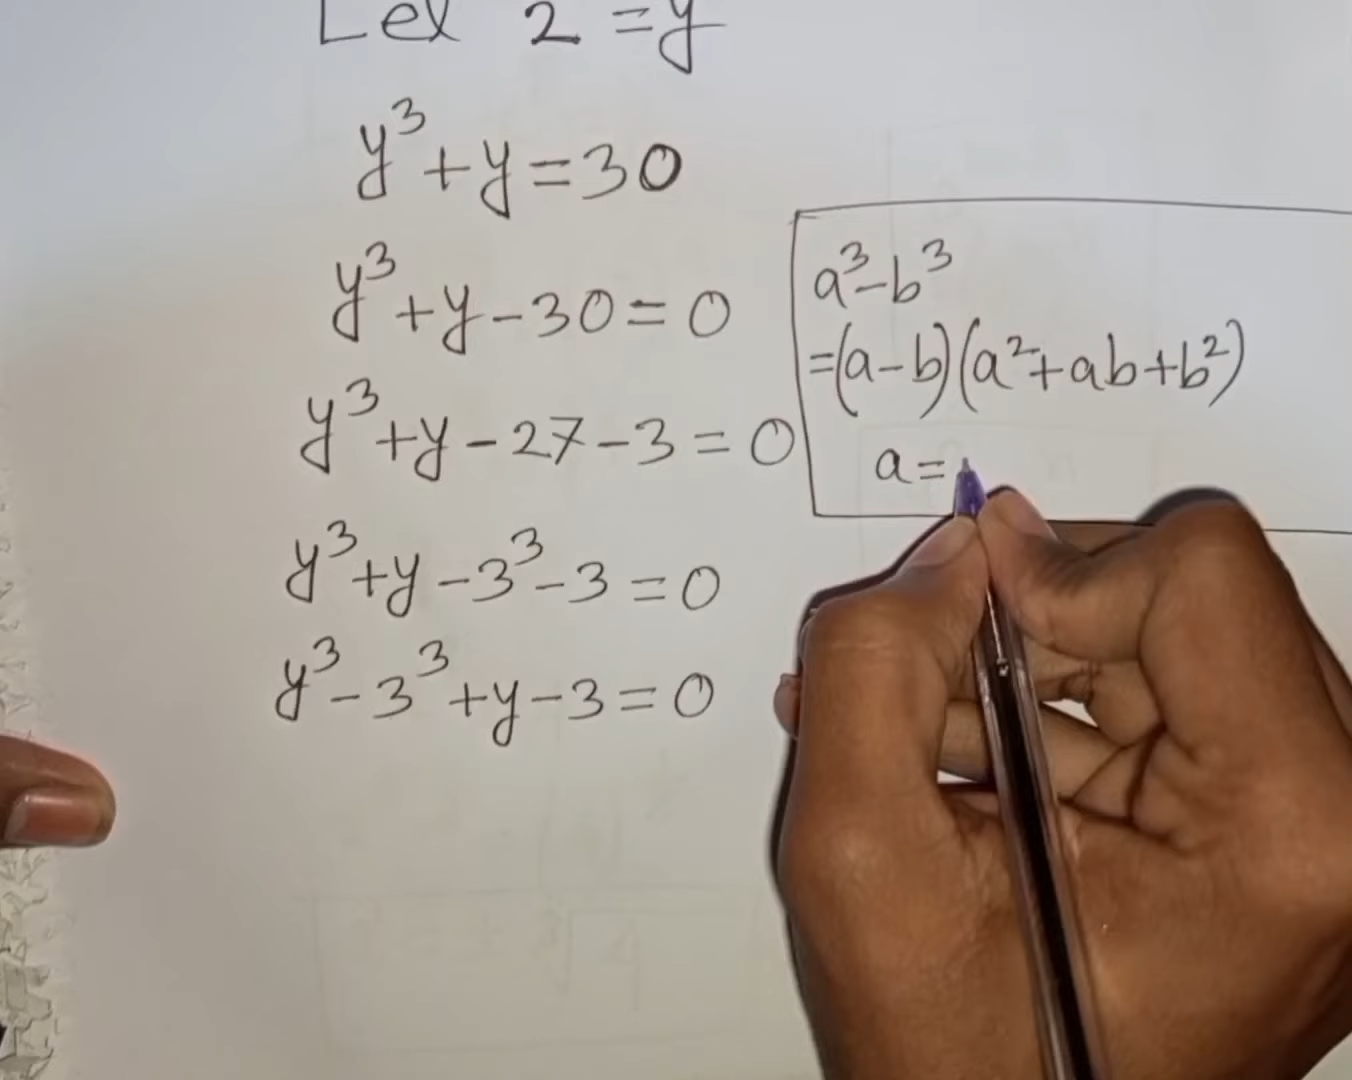 Let 2 = y
y³ + y = 30
y³ + y - 30 = 0
y³ + y - 27 - 3 = 0
y³ + y - 3³ - 3 = 0
y³ - 3³ + y - 3 = 0
a³ - b³
= (a - b)(a² + ab + b²)
a =